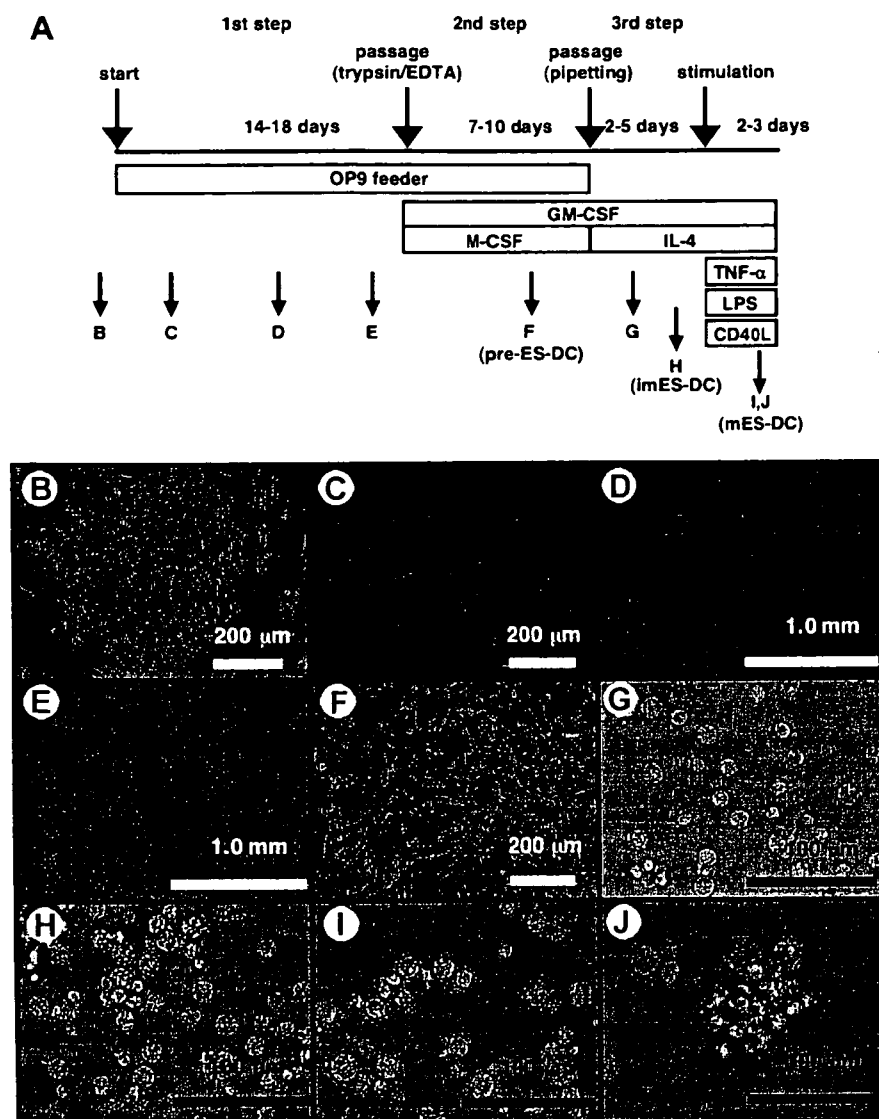 A
1st step
2nd step
3rd step
start
passage
(trypsin/EDTA)
passage
(pipetting)
stimulation
14-18 days
7-10 days
2-5 days
2-3 days
OP9 feeder
GM-CSF
M-CSF
IL-4
TNF-α
LPS
CD40L
B
C
D
E
F
(pre-ES-DC)
G
H
(imES-DC)
I,J
(mES-DC)
B
200 µm
C
200 µm
D
1.0 mm
E
1.0 mm
F
200 µm
G
H
I
J